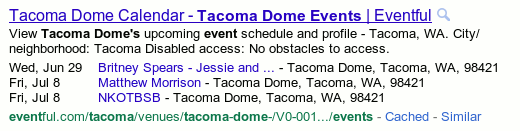 Tacoma Dome Calendar - Tacoma Dome Events | Eventful
View Tacoma Dome's upcoming event schedule and profile - Tacoma, WA. City/
neighborhood: Tacoma Disabled access: No obstacles to access.
Wed, Jun 29 Britney Spears - Jessie and ... - Tacoma Dome, Tacoma, WA, 98421
Fri, Jul 8 Matthew Morrison - Tacoma Dome, Tacoma, WA, 98421
Fri, Jul 8 NKOTBSB - Tacoma Dome, Tacoma, WA, 98421
eventful.com/tacoma/venues/tacoma-dome-/V0-001.../events - Cached - Similar